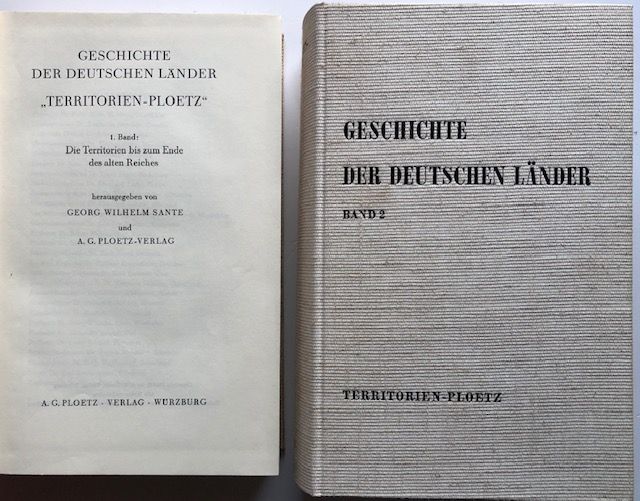 GESCHICHTE
DER DEUTSCHEN LÄNDER
„TERRITORIEN-PLOETZ“
1. Band:
Die Territorien bis zum Ende
des alten Reiches
herausgegeben von
GEORG WILHELM SANTE
und
A. G. PLOETZ-VERLAG
A. G. PLOETZ · VERLAG · WÜRZBURG
GESCHICHTE
DER DEUTSCHEN LÄNDER
BAND 2
TERRITORIEN-PLOETZ